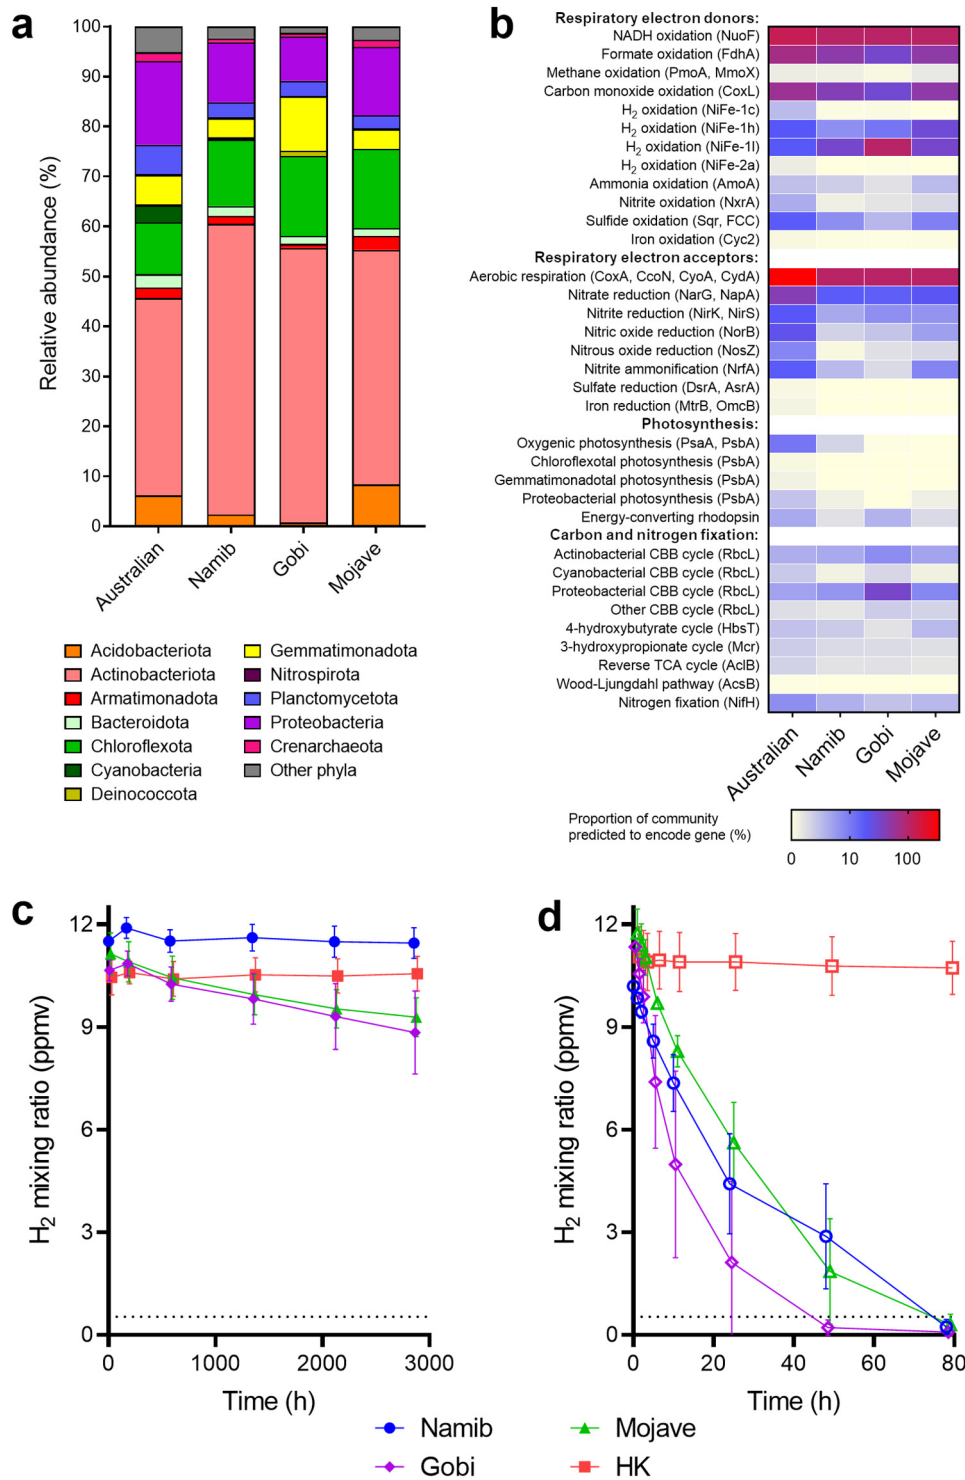 a
100
80
60
40
20
0
Relative abundance (%)
Australian
Namib
Gobi
Mojave
Acidobacteriota
Actinobacteriota
Armatimonadota
Bacteroidota
Chloroflexota
Cyanobacteria
Deinococcota
Gemmatimonadota
Nitrospirota
Planctomycetota
Proteobacteria
Crenarchaeota
Other phyla
b
Respiratory electron donors:
NADH oxidation (NuoF)
Formate oxidation (FdhA)
Methane oxidation (PmoA, MmoX)
Carbon monoxide oxidation (CoxL)
H2 oxidation (NiFe-1c)
H2 oxidation (NiFe-1h)
H2 oxidation (NiFe-1l)
H2 oxidation (NiFe-2a)
Ammonia oxidation (AmoA)
Nitrite oxidation (NxrA)
Sulfide oxidation (Sqr, FCC)
Iron oxidation (Cyc2)
Respiratory electron acceptors:
Aerobic respiration (CoxA, CcoN, CyoA, CydA)
Nitrate reduction (NarG, NapA)
Nitrite reduction (NirK, NirS)
Nitric oxide reduction (NorB)
Nitrous oxide reduction (NosZ)
Nitrite ammonification (NrfA)
Sulfate reduction (DsrA, AsrA)
Iron reduction (MtrB, OmcB)
Photosynthesis:
Oxygenic photosynthesis (PsaA, PsbA)
Chloroflexotal photosynthesis (PsbA)
Gemmatimonadotal photosynthesis (PsbA)
Proteobacterial photosynthesis (PsbA)
Energy-converting rhodopsin
Carbon and nitrogen fixation:
Actinobacterial CBB cycle (RbcL)
Cyanobacterial CBB cycle (RbcL)
Proteobacterial CBB cycle (RbcL)
Other CBB cycle (RbcL)
4-hydroxybutyrate cycle (HbsT)
3-hydroxypropionate cycle (Mcr)
Reverse TCA cycle (AclB)
Wood-Ljungdahl pathway (AcsB)
Nitrogen fixation (NifH)
Australian
Namib
Gobi
Mojave
Proportion of community
predicted to encode gene (%)
0 10 100
c
12
9
6
3
0
H2 mixing ratio (ppmv)
0 1000 2000 3000
Time (h)
d
12
9
6
3
0
H2 mixing ratio (ppmv)
0 20 40 60 80
Time (h)
Namib
Gobi
Mojave
HK